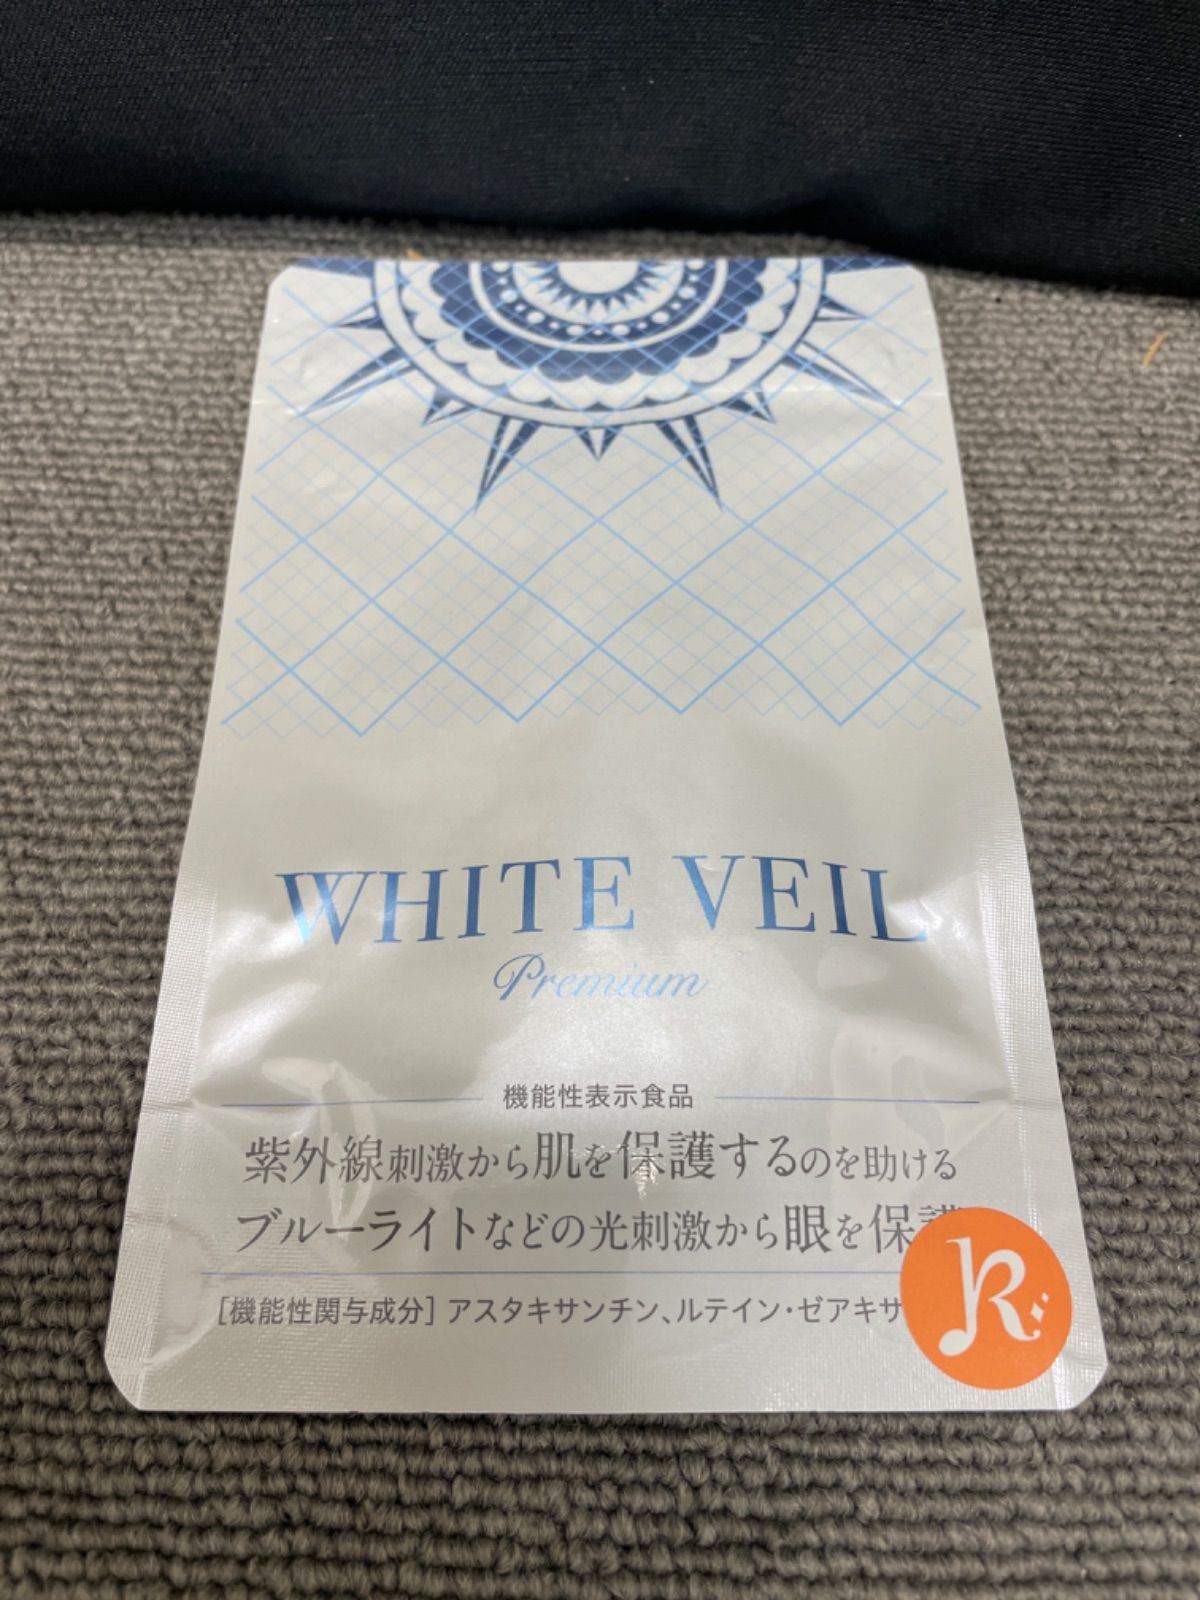 WHITE VEIL
Premium
機能性表示食品
紫外線刺激から肌を保護するのを助ける
ブルーライトなどの光刺激から眼を保護
[機能性関与成分] アスタキサンチン、ルテイン・ゼアキサ
R